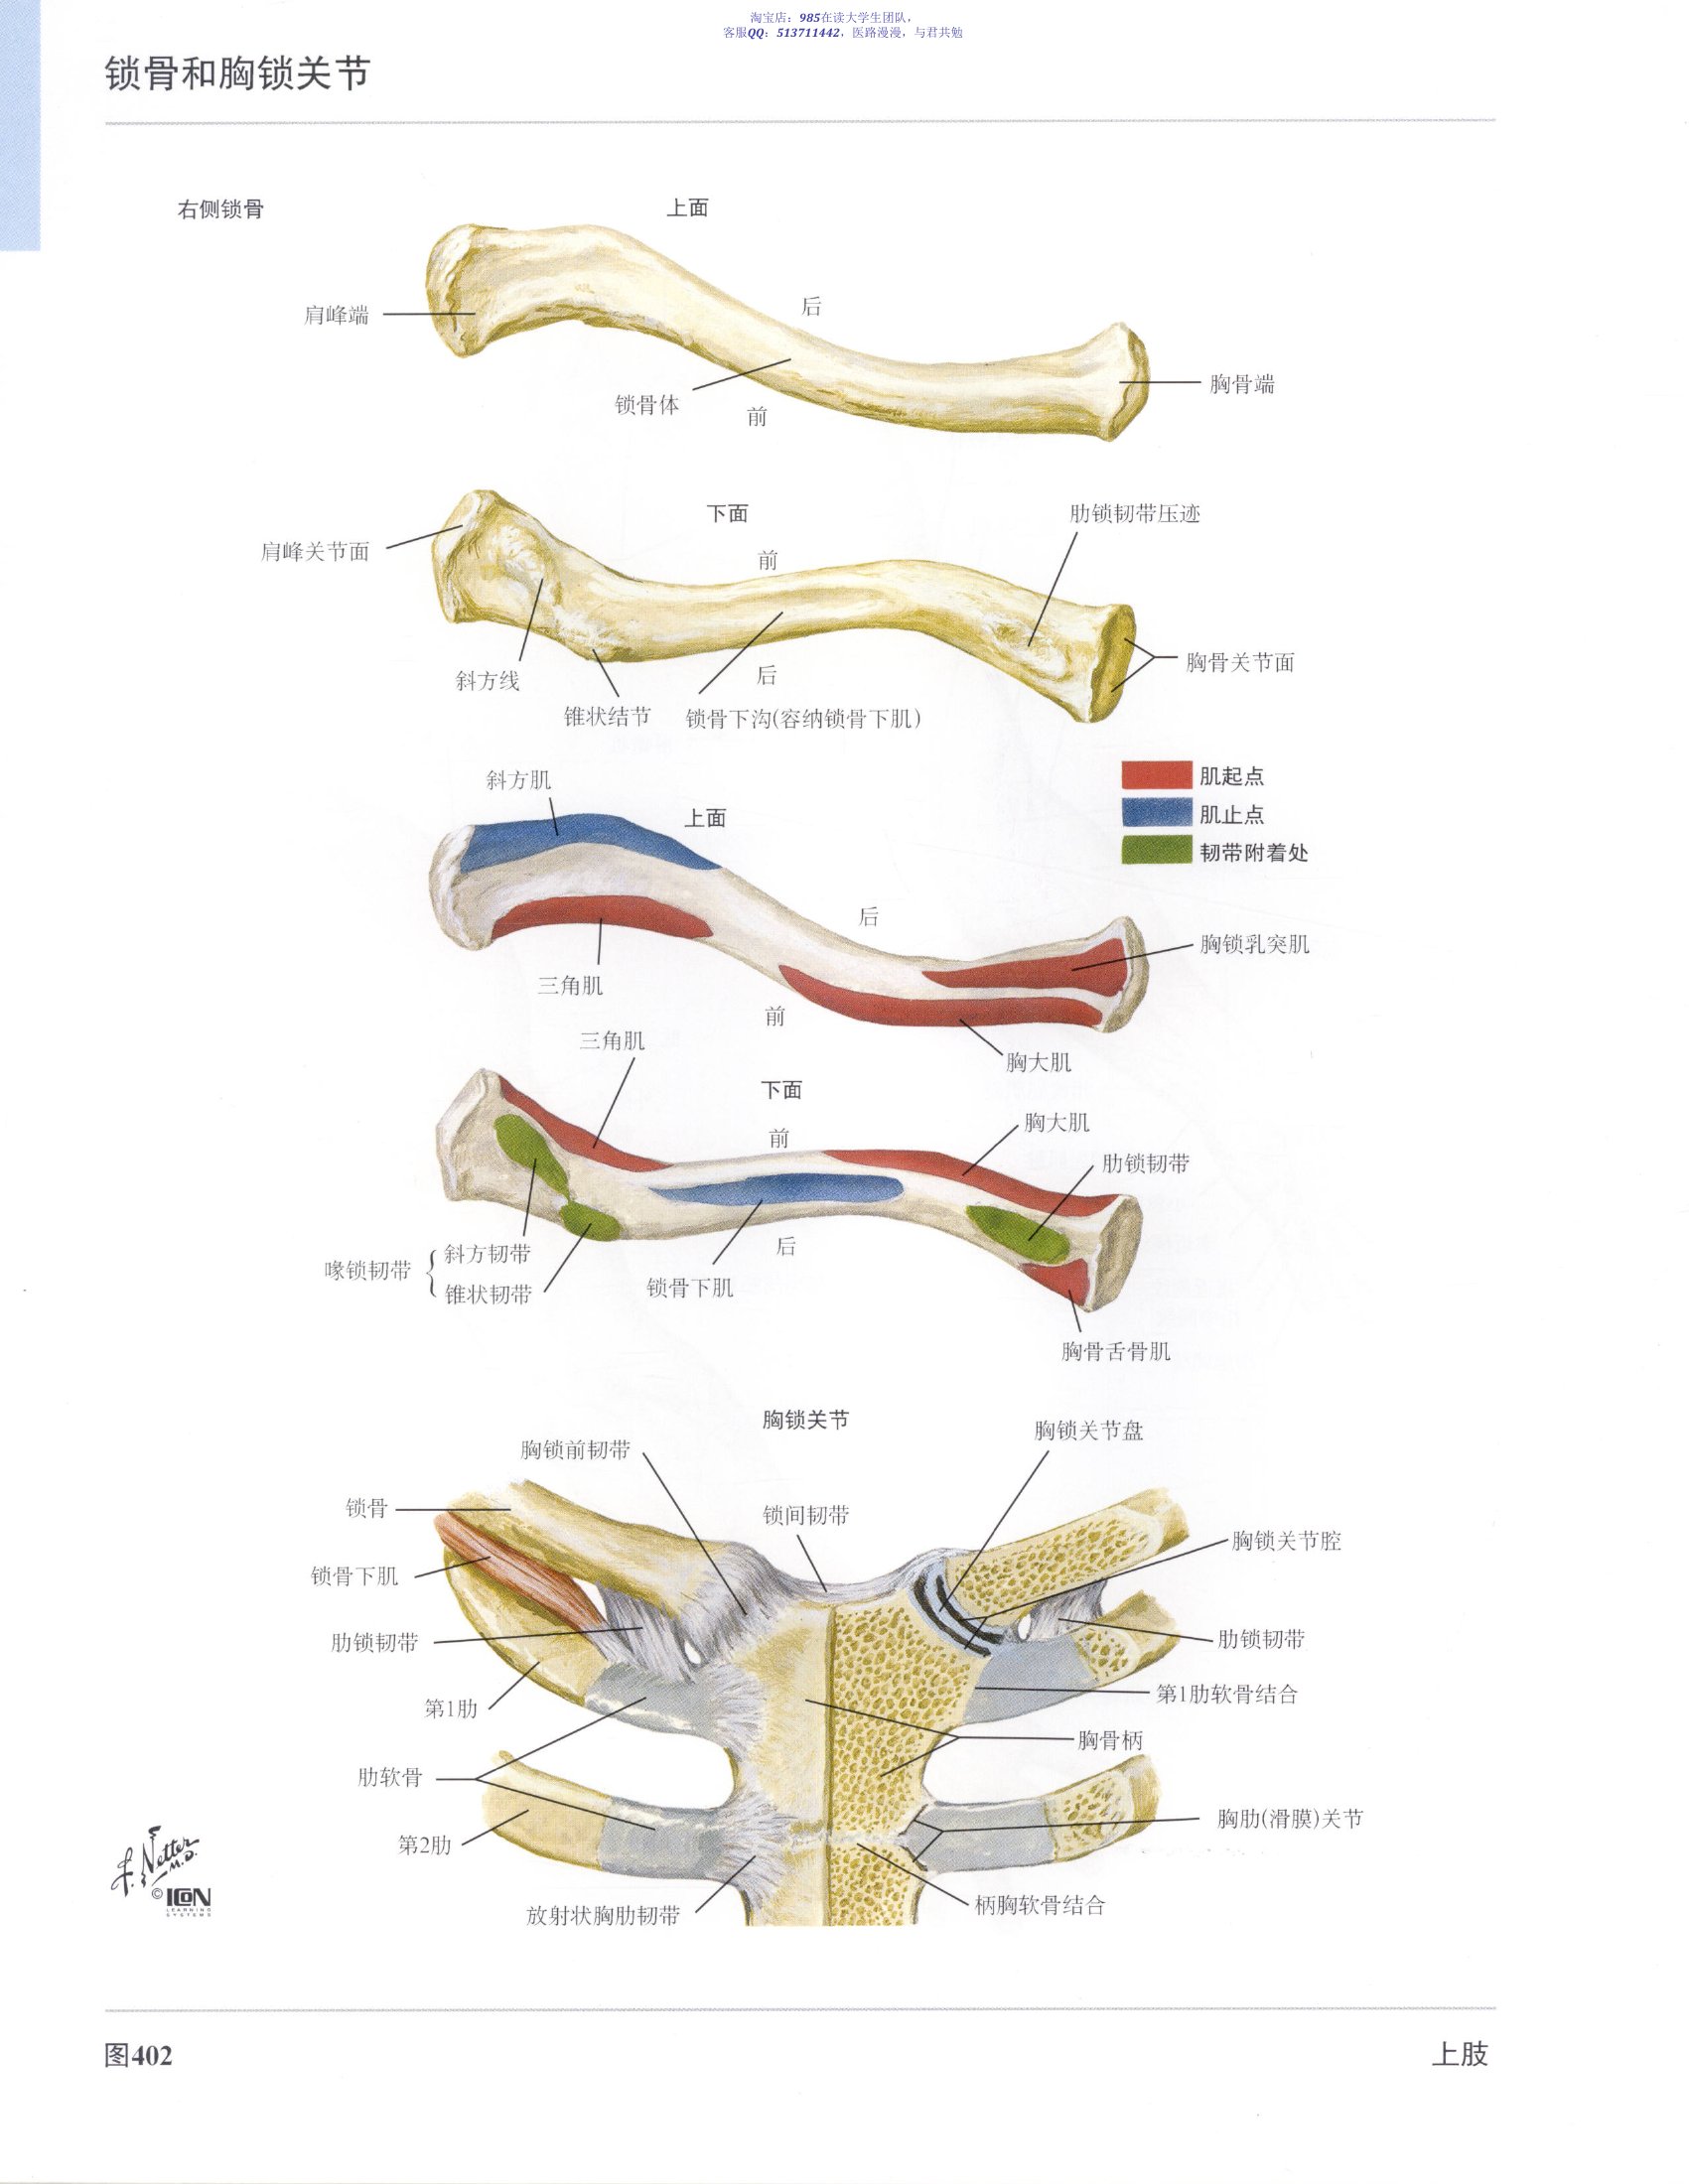 淘宝店：985在读大学生团队，
客服QQ：513711442，医路漫漫，与君共勉
锁骨和胸锁关节
右侧锁骨
上面
肩峰端
后
锁骨体
前
胸骨端
下面
肋锁韧带压迹
肩峰关节面
前
斜方线
后
胸骨关节面
锥状结节
锁骨下沟(容纳锁骨下肌)
斜方肌
上面
肌起点
肌止点
韧带附着处
后
胸锁乳突肌
三角肌
前
胸大肌
三角肌
下面
前
胸大肌
肋锁韧带
喙锁韧带
斜方韧带
锥状韧带
后
锁骨下肌
胸骨舌骨肌
胸锁关节
胸锁前韧带
胸锁关节盘
锁骨
锁间韧带
胸锁关节腔
锁骨下肌
肋锁韧带
肋锁韧带
第1肋
第1肋软骨结合
胸骨柄
肋软骨
第2肋
胸肋(滑膜)关节
放射状胸肋韧带
柄胸软骨结合
F. Netter
M.D.
© ICON
LEARNING
SYSTEMS
图402
上肢